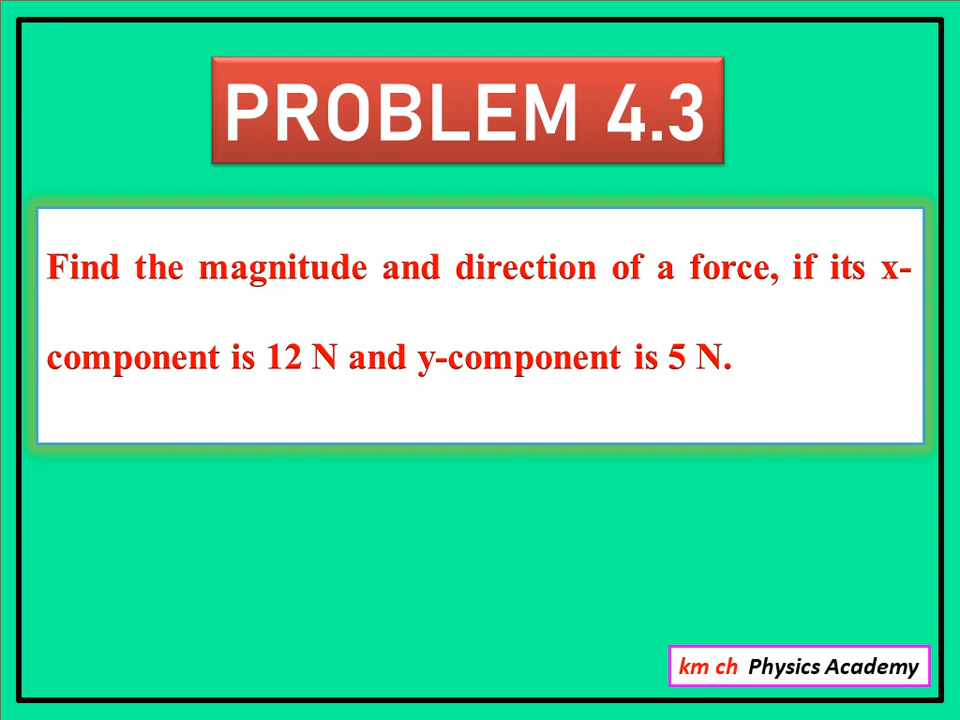 PROBLEM 4.3
Find the magnitude and direction of a force, if its x-
component is 12 N and y-component is 5 N.
km ch Physics Academy